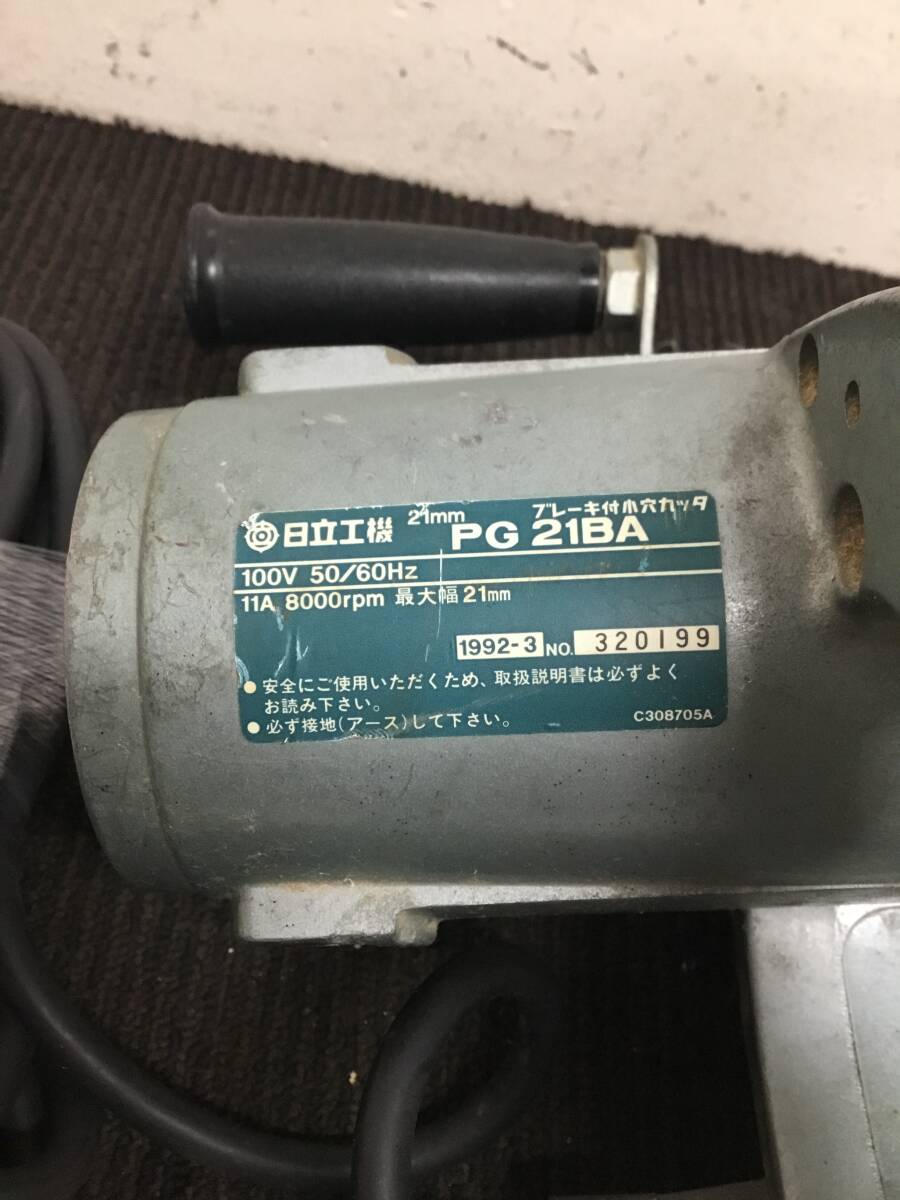 ブレーキ付小穴カッタ
日立工機 21mm PG 21BA
100V 50/60Hz
11A 8000rpm 最大幅21mm
1992-3 NO. 320199
● 安全にご使用いただくため、取扱説明書は必ずよく
お読み下さい。
● 必ず接地(アース)して下さい。
C308705A